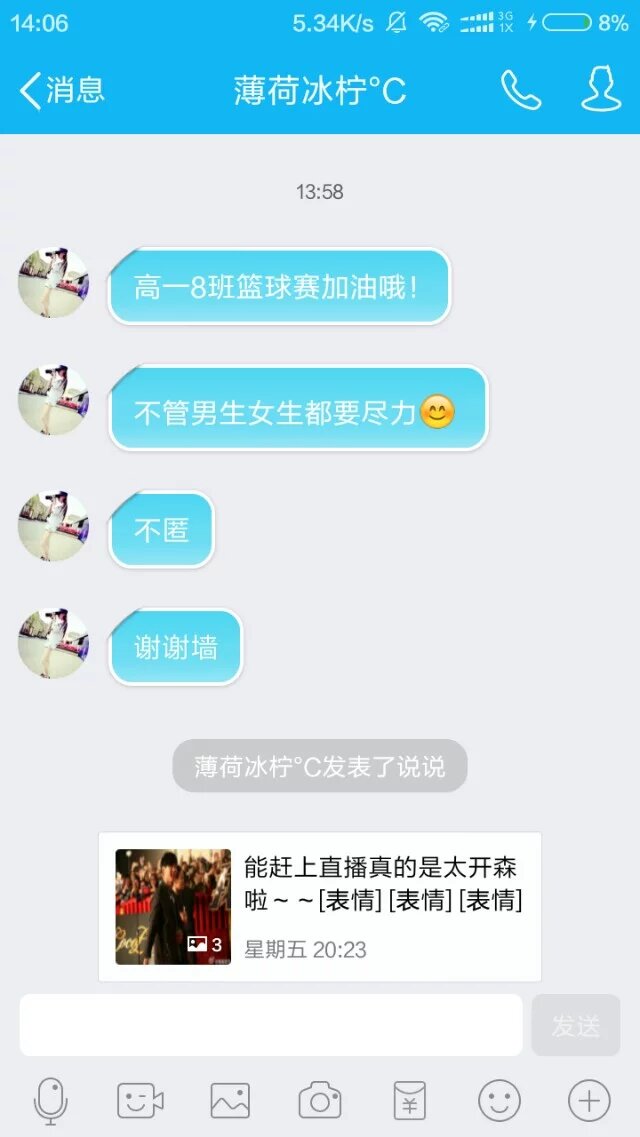 14:06 5.34K/s 3G 1X 8%
消息 薄荷冰柠°C
13:58
高一8班篮球赛加油哦！
不管男生女生都要尽力😊
不匿
谢谢墙
薄荷冰柠°C发表了说说
能赶上直播真的是太开森
啦～～[表情][表情][表情]
3
星期五 20:23
发送